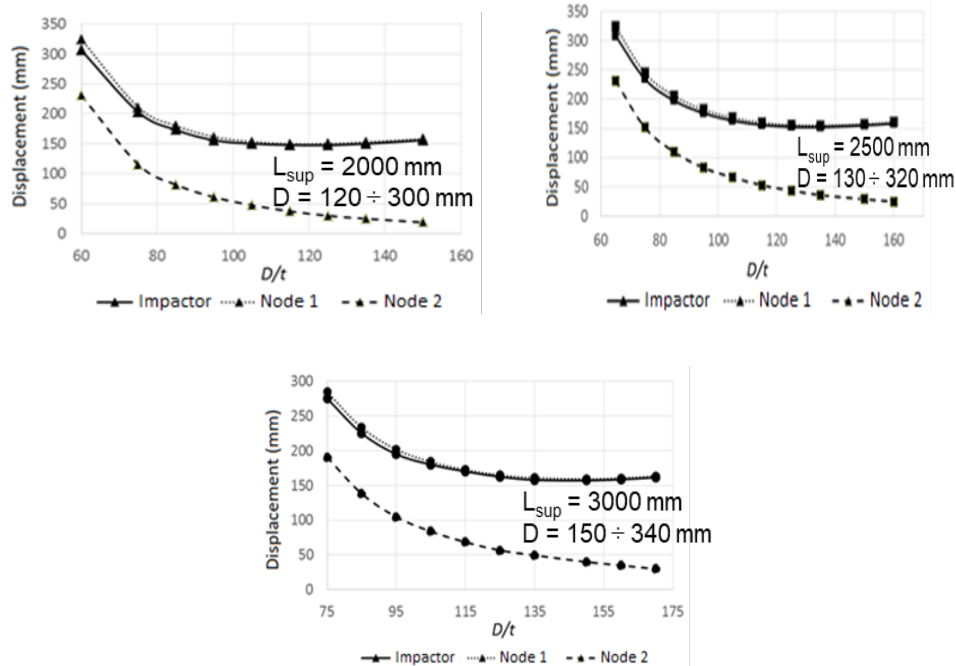 Displacement (mm)
350
300
250
200
150
100
50
0
L_sup = 2000 mm
D = 120 ÷ 300 mm
60 80 100 120 140 160
D/t
Impactor Node 1 Node 2
Displacement (mm)
350
300
250
200
150
100
50
0
L_sup = 2500 mm
D = 130 ÷ 320 mm
60 80 100 120 140 160
D/t
Impactor Node 1 Node 2
Displacement (mm)
300
250
200
150
100
50
0
L_sup = 3000 mm
D = 150 ÷ 340 mm
75 95 115 135 155 175
D/t
Impactor Node 1 Node 2